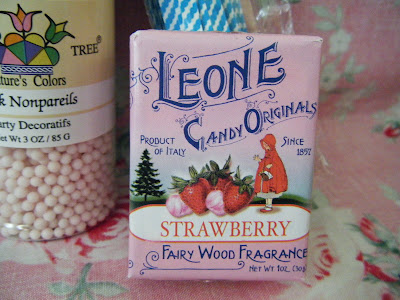 TREE®
ture's Colors
k Nonpareils
arty Decoratifs
et Wt 3 OZ / 85 G
LEONE
CANDY ORIGINALS
PRODUCT OF ITALY
SINCE 1857
STRAWBERRY
FAIRY WOOD FRAGRANCE
NET WT. 1OZ. (30g)